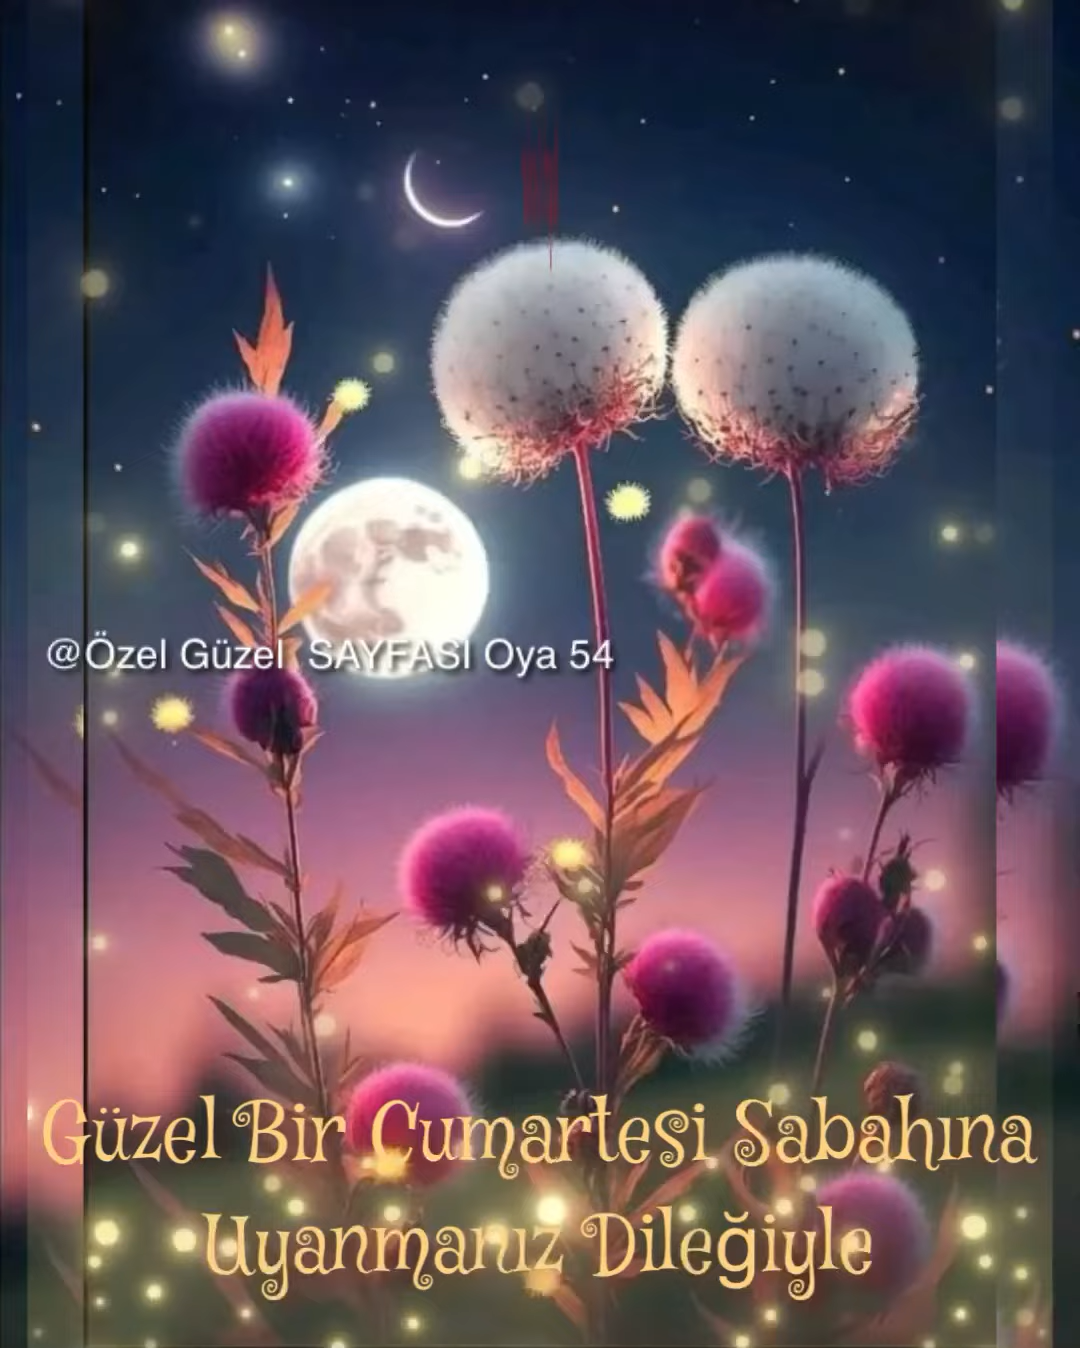 @Özel Güzel SAYFASI Oya 54
Güzel Bir Cumartesi Sabahına
Uyanmanız Dileğiyle